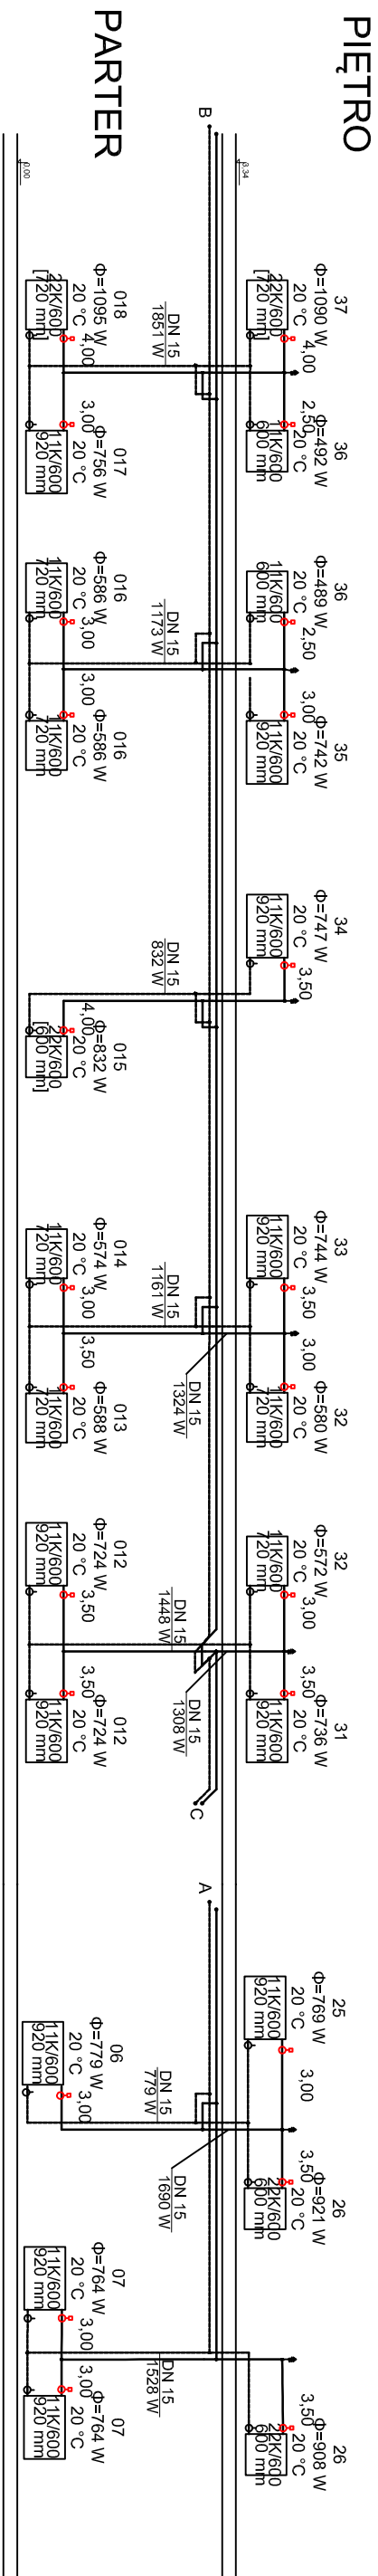 PIĘTRO
3.34
37
Φ=1090 W
20 °C
22K/600
[720 mm]
4,00
36
Φ=492 W
20 °C
11K/600
600 mm
2,50
36
Φ=489 W
20 °C
11K/600
600 mm
2,50
35
Φ=742 W
20 °C
11K/600
920 mm
3,00
34
Φ=747 W
20 °C
11K/600
920 mm
3,50
33
Φ=744 W
20 °C
11K/600
920 mm
3,50
32
Φ=580 W
20 °C
11K/600
720 mm
3,00
32
Φ=572 W
20 °C
11K/600
720 mm
3,00
31
Φ=736 W
20 °C
11K/600
920 mm
3,50
25
Φ=769 W
20 °C
11K/600
920 mm
3,00
26
Φ=921 W
20 °C
22K/600
600 mm
3,50
26
Φ=908 W
20 °C
22K/600
600 mm
3,50
B
DN 15
1851 W
DN 15
1173 W
DN 15
832 W
DN 15
1161 W
DN 15
1324 W
DN 15
1448 W
DN 15
1308 W
C
A
DN 15
779 W
DN 15
1690 W
DN 15
1528 W
PARTER
0.00
018
Φ=1095 W
20 °C
22K/600
[720 mm]
4,00
017
Φ=756 W
20 °C
11K/600
920 mm
3,00
016
Φ=586 W
20 °C
11K/600
720 mm
3,00
016
Φ=586 W
20 °C
11K/600
720 mm
3,00
015
Φ=832 W
20 °C
22K/600
[600 mm]
4,00
014
Φ=574 W
20 °C
11K/600
720 mm
3,00
013
Φ=588 W
20 °C
11K/600
720 mm
3,50
012
Φ=724 W
20 °C
11K/600
920 mm
3,50
012
Φ=724 W
20 °C
11K/600
920 mm
3,50
06
Φ=779 W
20 °C
11K/600
920 mm
3,00
07
Φ=764 W
20 °C
11K/600
920 mm
3,00
07
Φ=764 W
20 °C
11K/600
920 mm
3,00